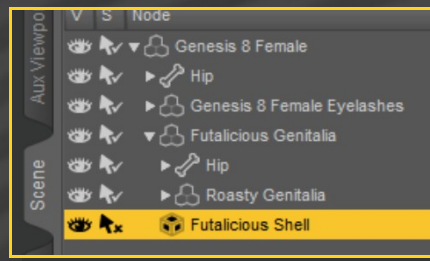 Aux Viewpo
V S Node
Genesis 8 Female
Hip
Genesis 8 Female Eyelashes
Futalicious Genitalia
Scene
Hip
Roasty Genitalia
Futalicious Shell